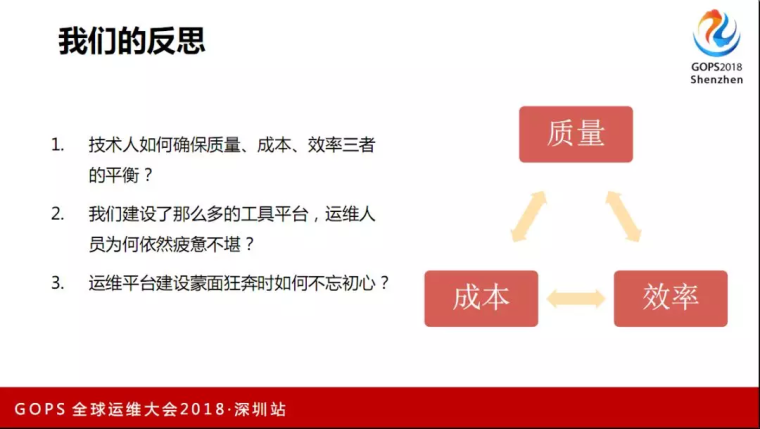 我们的反思
GOPS2018
Shenzhen
1. 技术人如何确保质量、成本、效率三者
的平衡？
2. 我们建设了那么多的工具平台，运维人
员为何依然疲惫不堪？
3. 运维平台建设蒙面狂奔时如何不忘初心？
质量
成本
效率
GOPS 全球运维大会2018·深圳站